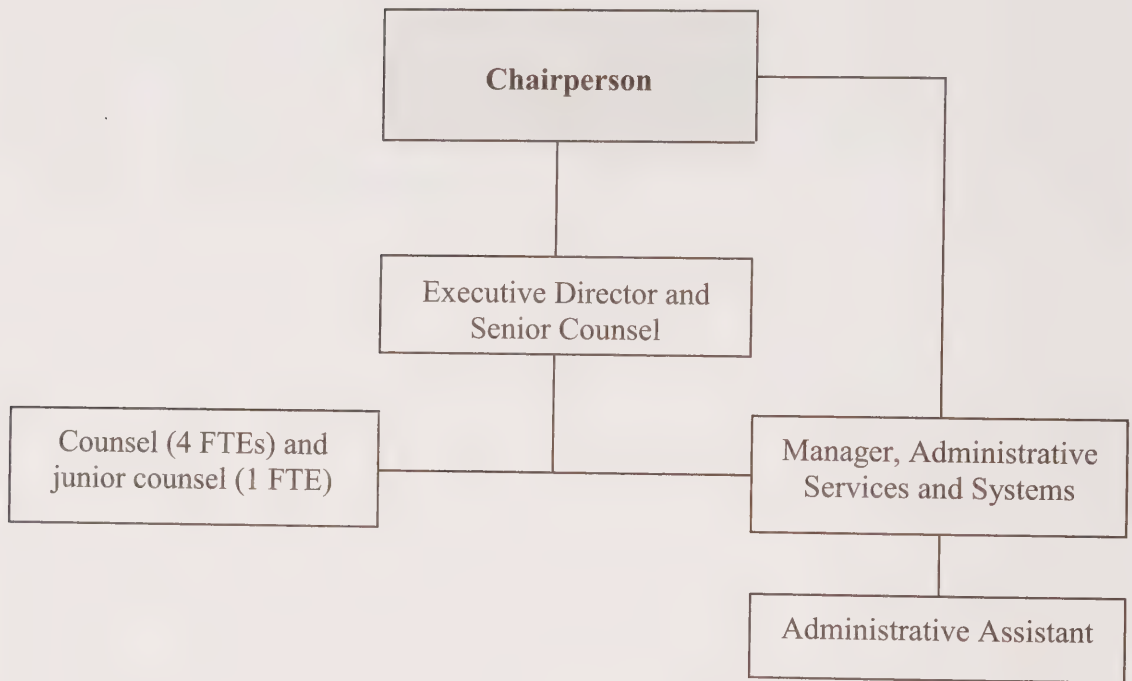 Chairperson
Executive Director and
Senior Counsel
Counsel (4 FTEs) and
junior counsel (1 FTE)
Manager, Administrative
Services and Systems
Administrative Assistant